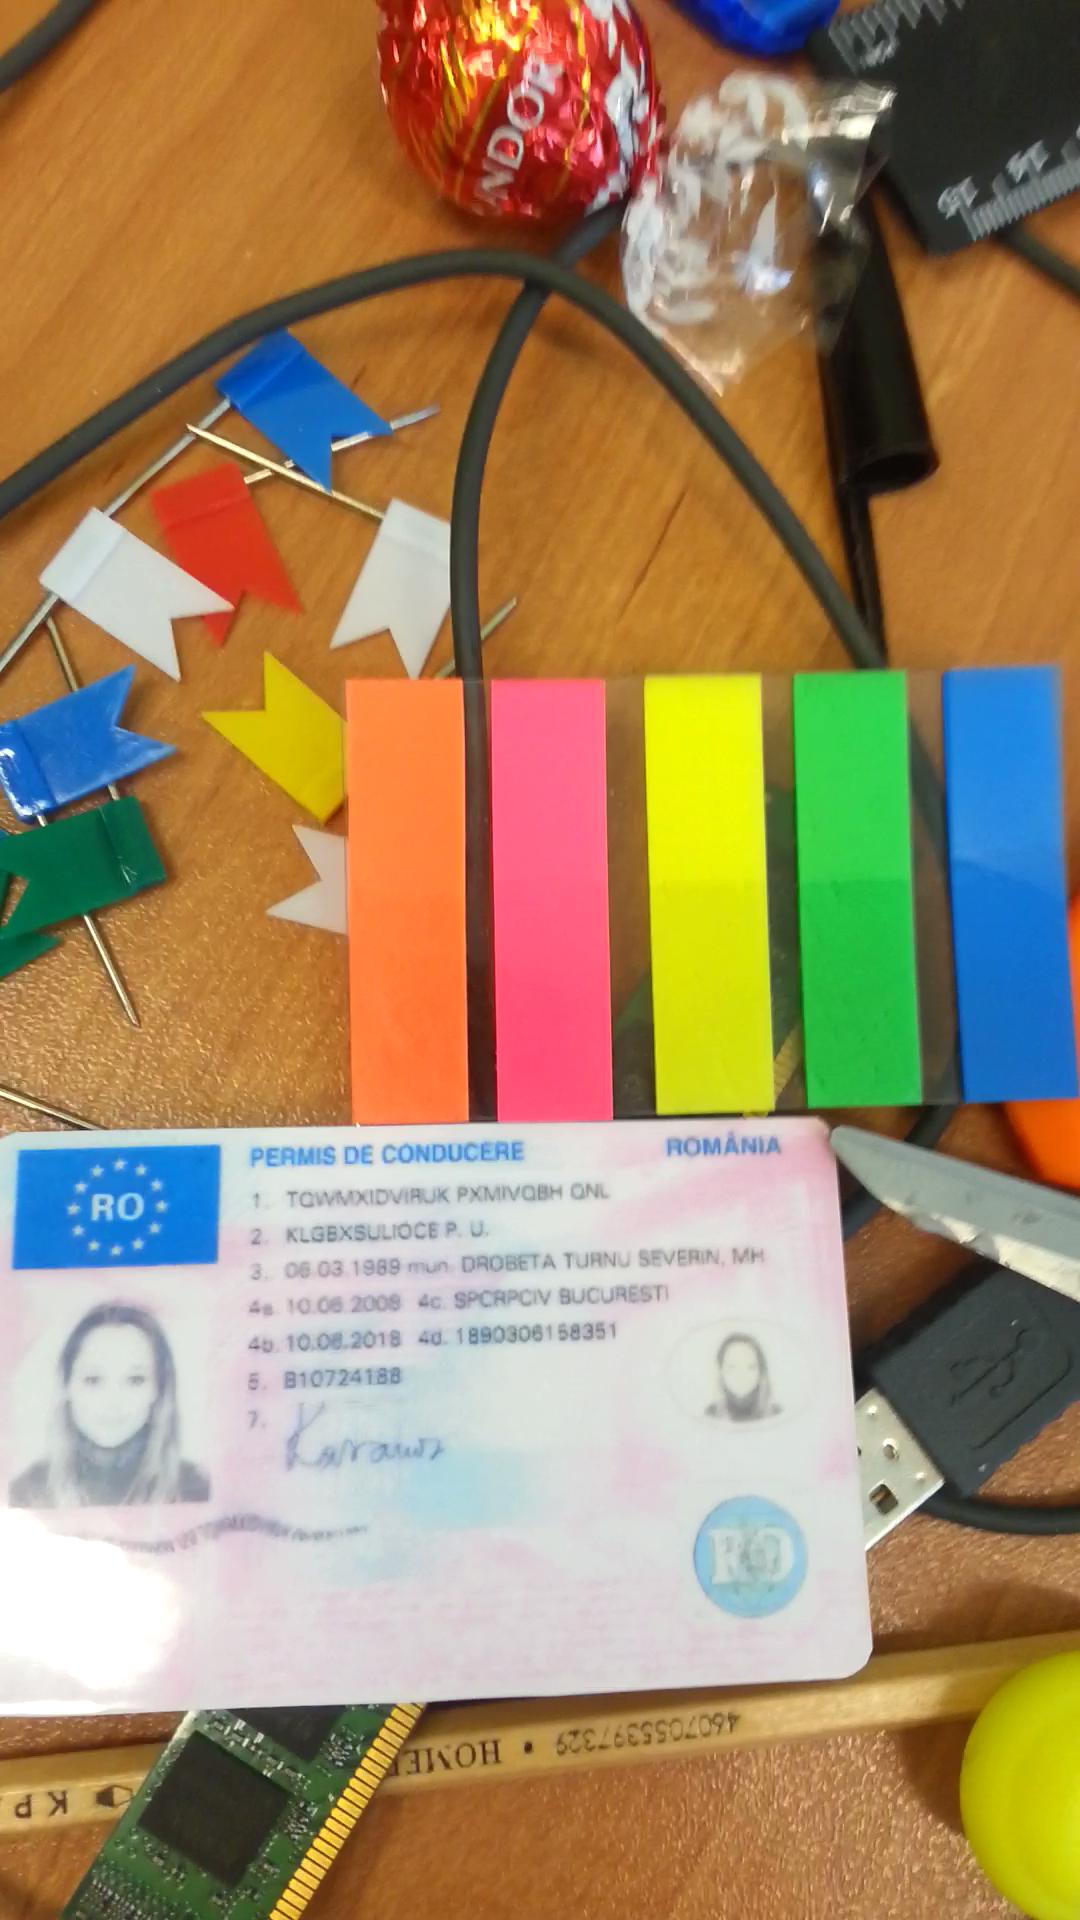 NDOR
PERMIS DE CONDUCERE ROMÂNIA
RO
1. TQWMXIDVIRUK PXMIVQBH QNL
2. KLGBXSULIOCE P. U.
3. 06.03.1989 mun. DROBETA TURNU SEVERIN, MH
4a. 10.06.2008 4c. SPCRPCIV BUCURESTI
4b. 10.06.2018 4d. 1890306158351
5. B10724188
7.
RO
4607055397329 • HOME